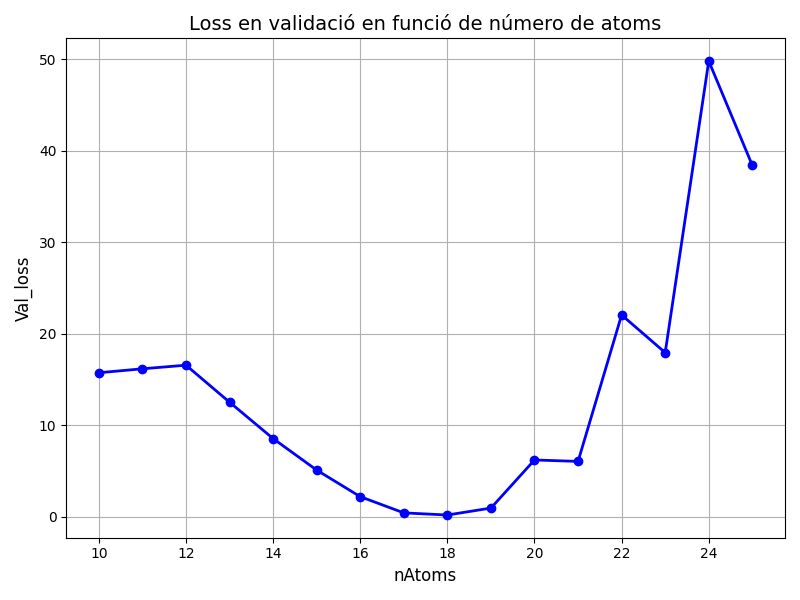 Loss en validació en funció de número de atoms
50
40
30
20
10
0
Val_loss
10 12 14 16 18 20 22 24
nAtoms